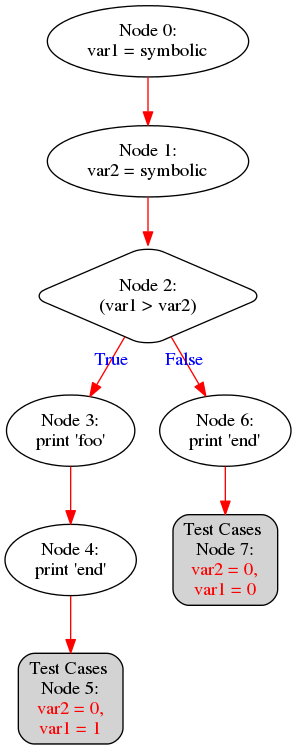 Node 0:
var1 = symbolic
Node 1:
var2 = symbolic
Node 2:
(var1 > var2)
True
False
Node 3:
print 'foo'
Node 6:
print 'end'
Node 4:
print 'end'
Test Cases
Node 7:
var2 = 0,
var1 = 0
Test Cases
Node 5:
var2 = 0,
var1 = 1